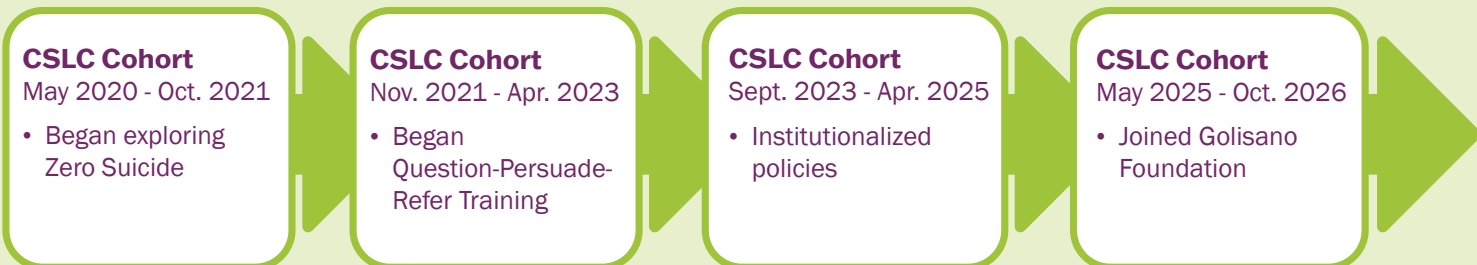 CSLC Cohort
May 2020 - Oct. 2021
• Began exploring
Zero Suicide
CSLC Cohort
Nov. 2021 - Apr. 2023
• Began
Question-Persuade-
Refer Training
CSLC Cohort
Sept. 2023 - Apr. 2025
• Institutionalized
policies
CSLC Cohort
May 2025 - Oct. 2026
• Joined Golisano
Foundation